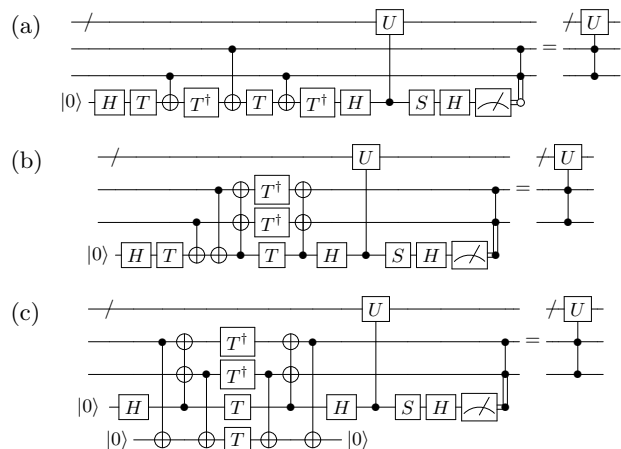 (a) U = U
|0⟩ H T T† T T† H S H
(b) U = U
T†
T†
|0⟩ H T T H S H
(c) U = U
T†
T†
|0⟩ H T H S H
|0⟩ T |0⟩